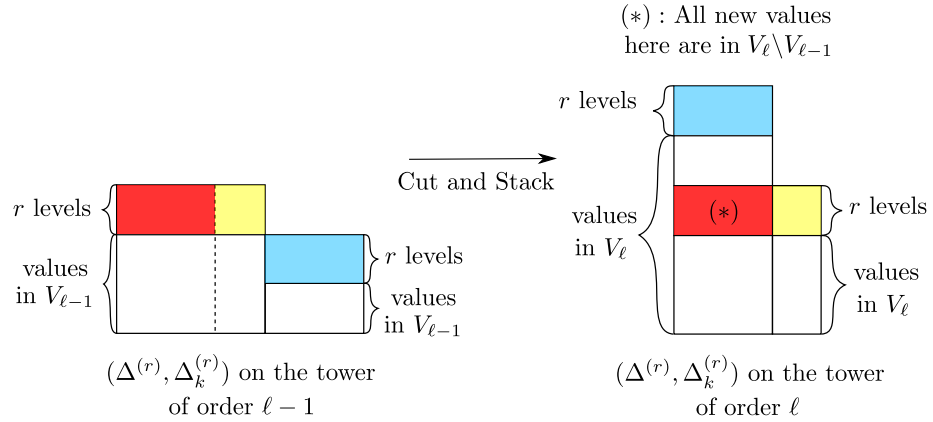 (∗) : All new values
here are in V_ℓ\V_{ℓ−1}
r levels
Cut and Stack
r levels
values
in V_{ℓ−1}
r levels
values
in V_{ℓ−1}
(∗)
values
in V_ℓ
r levels
values
in V_ℓ
(Δ^{(r)}, Δ_k^{(r)}) on the tower
of order ℓ − 1
(Δ^{(r)}, Δ_k^{(r)}) on the tower
of order ℓ